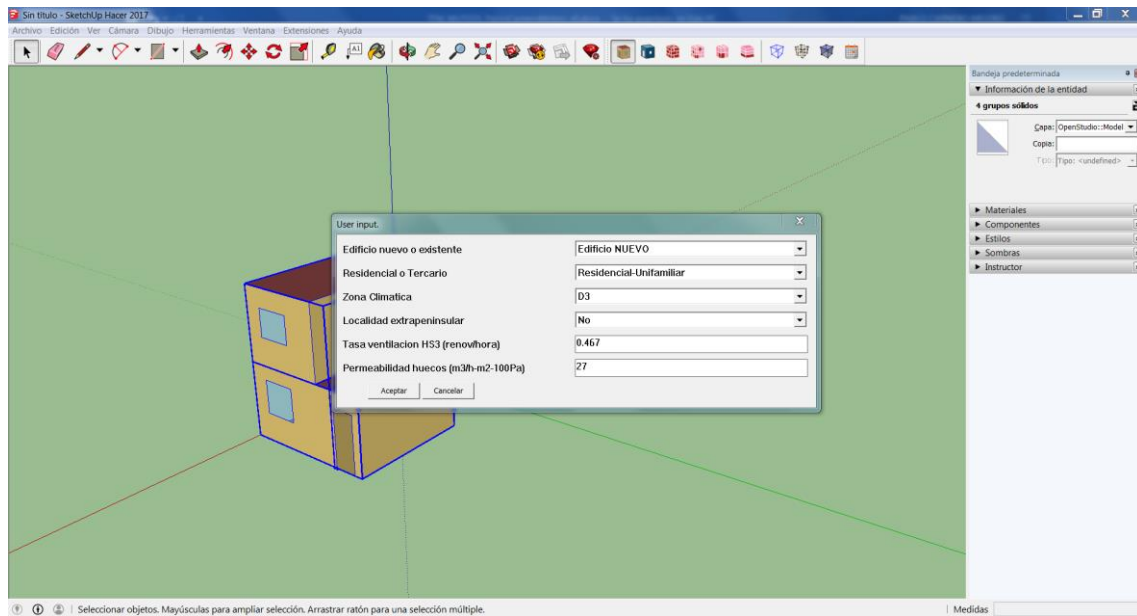 Sin título - SketchUp Hacer 2017
Archivo Edición Ver Cámara Dibujo Herramientas Ventana Extensiones Ayuda
Bandeja predeterminada
Información de la entidad
4 grupos sólidos
Capa: OpenStudio::Model
Copie:
Tipo: Tipo: <undefined>
Materiales
Componentes
Estilos
Sombras
Instructor
User input.
Edificio nuevo o existente Edificio NUEVO
Residencial o Tercario Residencial-Unifamiliar
Zona Climatica D3
Localidad extrapeninsular No
Tasa ventilacion HS3 (renov/hora) 0.467
Permeabilidad huecos (m3/h-m2-100Pa) 27
Aceptar Cancelar
Seleccionar objetos. Mayúsculas para ampliar selección. Arrastrar ratón para una selección múltiple.
Medidas